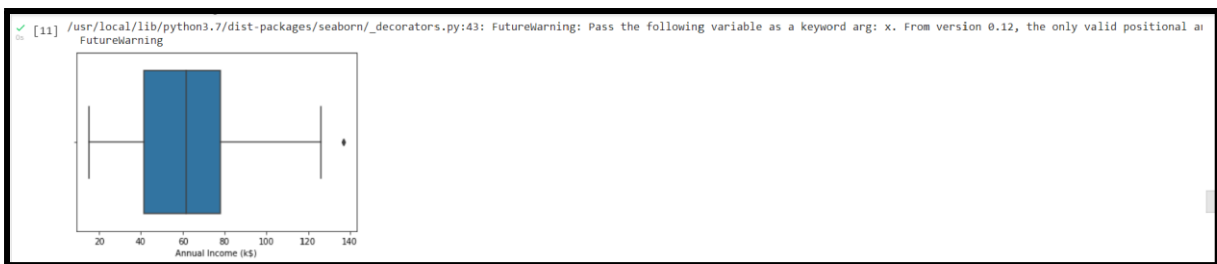 [11] /usr/local/lib/python3.7/dist-packages/seaborn/_decorators.py:43: FutureWarning: Pass the following variable as a keyword arg: x. From version 0.12, the only valid positional
FutureWarning
20 40 60 80 100 120 140
Annual Income (k$)